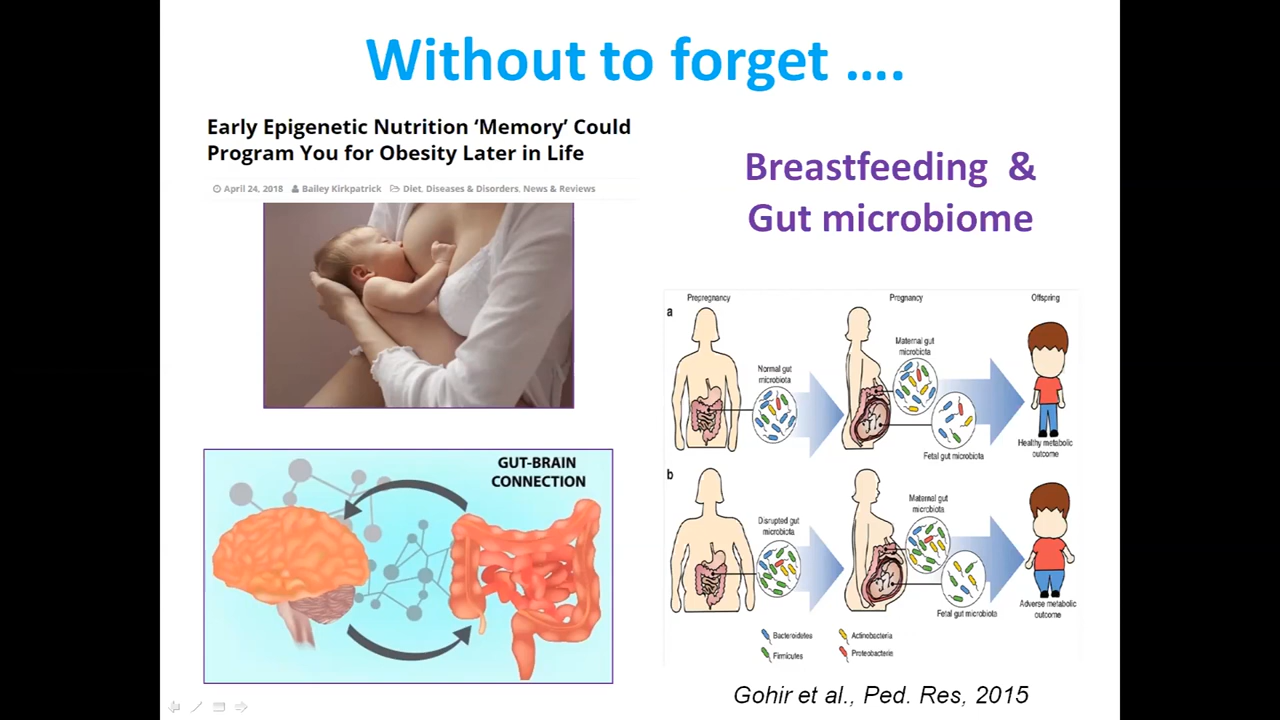 Without to forget ....
Early Epigenetic Nutrition ‘Memory’ Could
Program You for Obesity Later in Life
April 24, 2018 Bailey Kirkpatrick Diet, Diseases & Disorders, News & Reviews
Breastfeeding &
Gut microbiome
GUT-BRAIN
CONNECTION
Prepregnancy
Pregnancy
Offspring
a
Normal gut
microbiota
Maternal gut
microbiota
Fetal gut microbiota
Healthy metabolic
outcome
b
Disrupted gut
microbiota
Maternal gut
microbiota
Fetal gut microbiota
Adverse metabolic
outcome
Bacteroidetes
Actinobacteria
Firmicutes
Proteobacteria
Gohir et al., Ped. Res, 2015